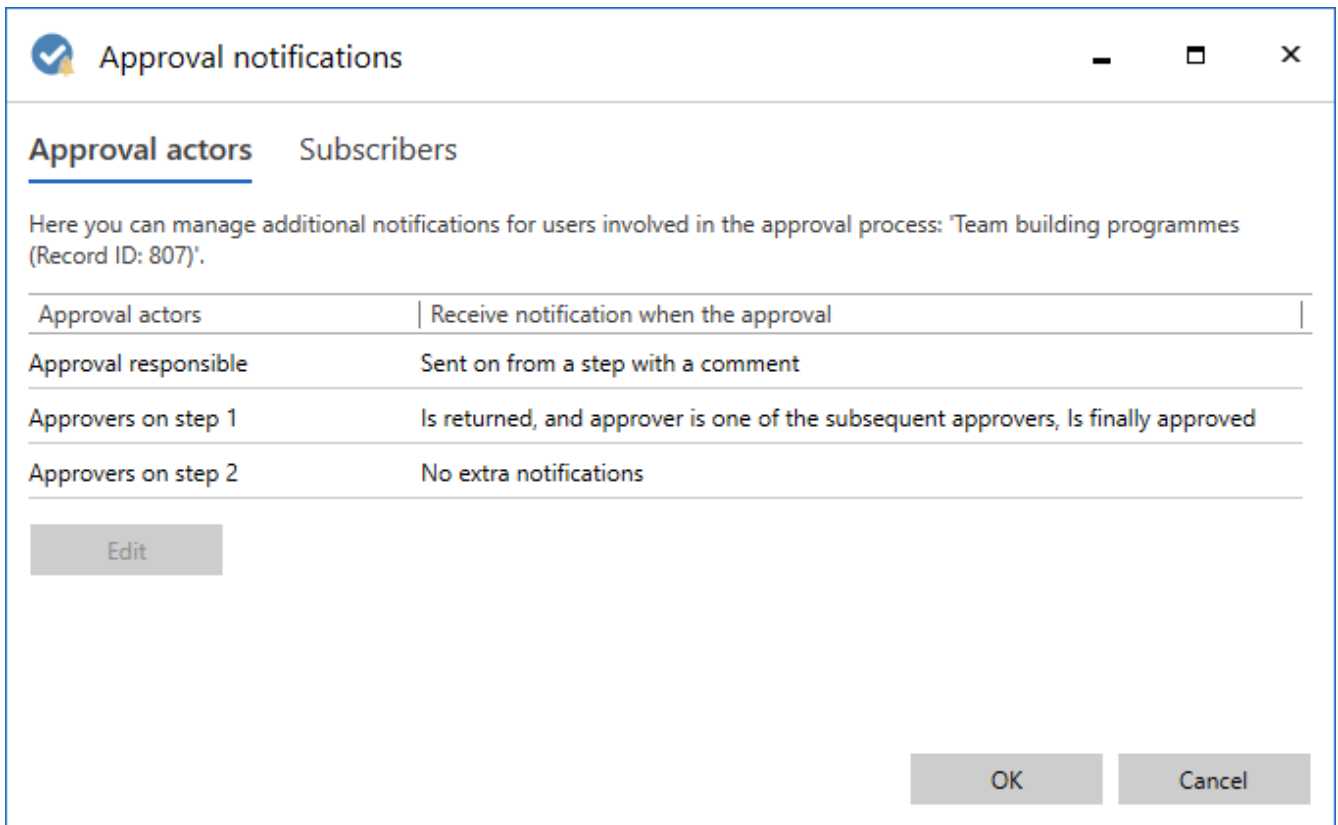 Approval notifications
Approval actors Subscribers
Here you can manage additional notifications for users involved in the approval process: 'Team building programmes
(Record ID: 807)'.
Approval actors Receive notification when the approval
Approval responsible Sent on from a step with a comment
Approvers on step 1 Is returned, and approver is one of the subsequent approvers, Is finally approved
Approvers on step 2 No extra notifications
Edit
OK Cancel